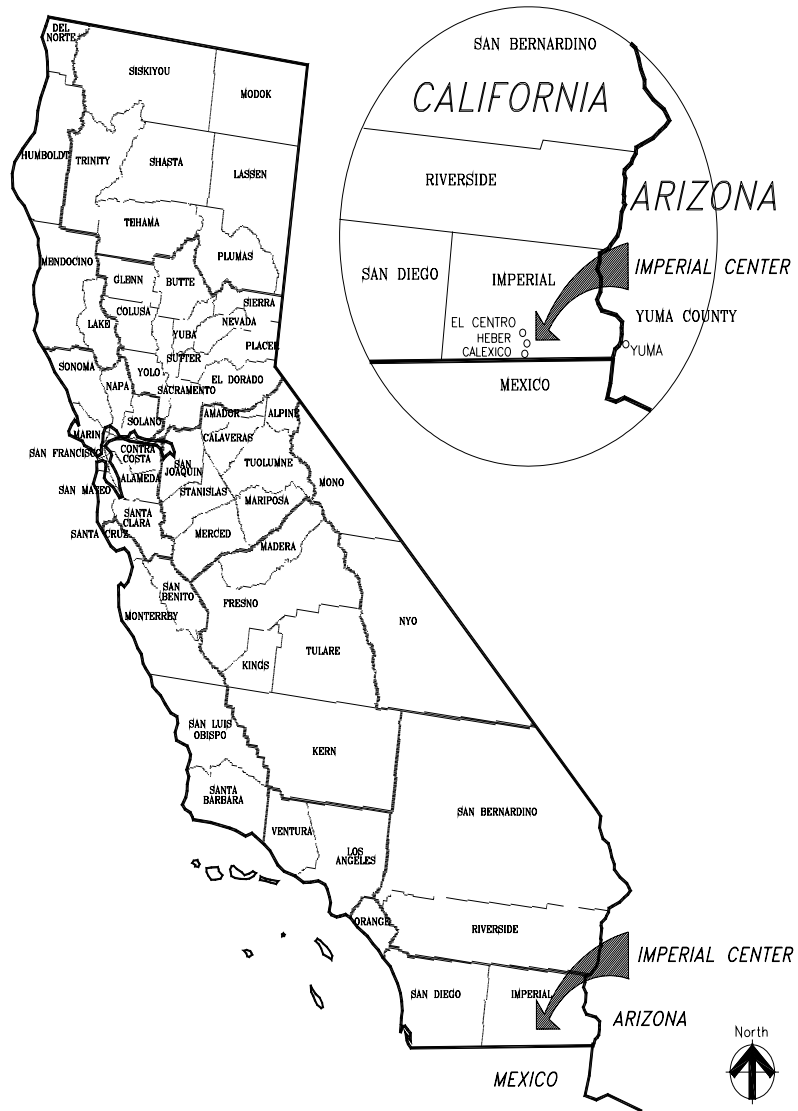 DEL
NORTE
SISKIYOU
MODOK
HUMBOLDT
TRINITY
SHASTA
LASSEN
TEHAMA
PLUMAS
MENDOCINO
GLENN
BUTTE
SIERRA
COLUSA
NEVADA
LAKE
YUBA
PLACER
SUPTER
SONOMA
YOLO
EL DORADO
NAPA
SACRAMENTO
SOLANO
AMADOR
ALPINE
MARIN
CALAVERAS
SAN FRANCISCO
CONTRA
COSTA
SAN
JOAQUIN
TUOLUMNE
ALAMEDA
MONO
SAN MATEO
STANISLAS
MARIPOSA
SANTA
CLARA
SANTA CRUZ
MERCED
MADERA
SAN
BENITO
FRESNO
MONTERREY
NYO
TULARE
KINGS
SAN LUIS
OBISPO
KERN
SANTA
BARBARA
SAN BERNARDINO
VENTURA
LOS
ANGELES
ORANGE
RIVERSIDE
IMPERIAL CENTER
SAN DIEGO
IMPERIAL
ARIZONA
MEXICO
North
SAN BERNARDINO
CALIFORNIA
RIVERSIDE
ARIZONA
SAN DIEGO
IMPERIAL
IMPERIAL CENTER
EL CENTRO
HEBER
CALEXICO
YUMA COUNTY
YUMA
MEXICO